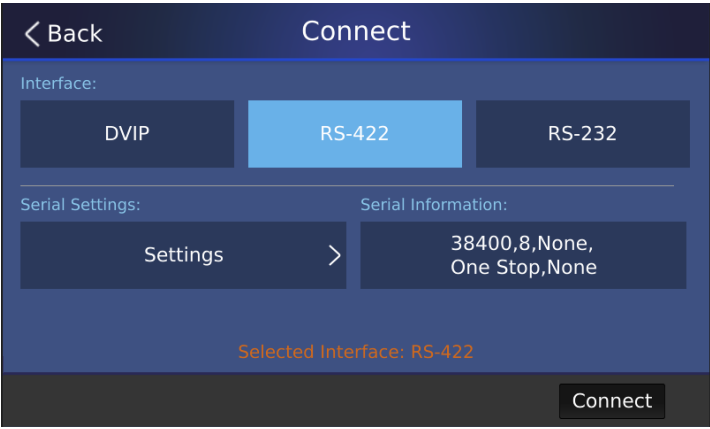 Back
Connect
Interface:
DVIP
RS-422
RS-232
Serial Settings:
Serial Information:
Settings
38400,8,None,
One Stop,None
Selected Interface: RS-422
Connect